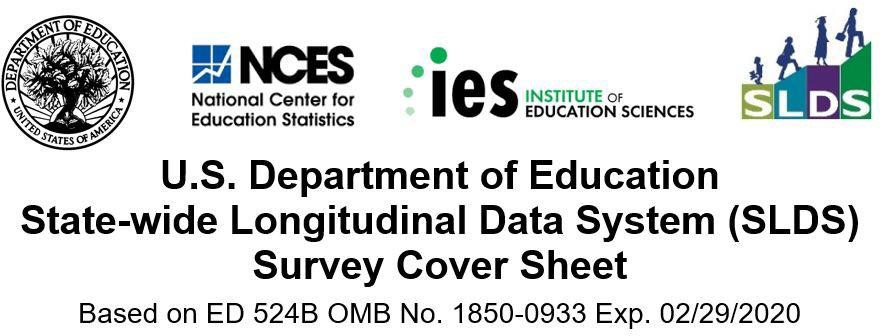 DEPARTMENT OF EDUCATION
UNITED STATES OF AMERICA
NCES
National Center for
Education Statistics
ies INSTITUTE OF
EDUCATION SCIENCES
SLDS
U.S. Department of Education
State-wide Longitudinal Data System (SLDS)
Survey Cover Sheet
Based on ED 524B OMB No. 1850-0933 Exp. 02/29/2020